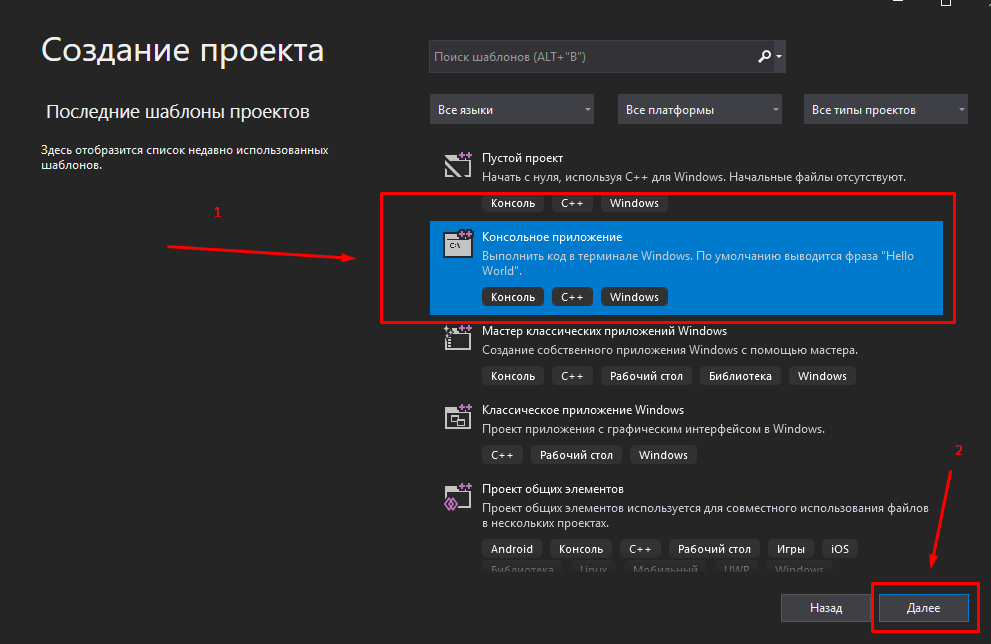 Создание проекта
Поиск шаблонов (ALT+"В")
Последние шаблоны проектов
Все языки
Все платформы
Все типы проектов
Здесь отобразится список недавно использованных
шаблонов.
Пустой проект
Начать с нуля, используя C++ для Windows. Начальные файлы отсутствуют.
Консоль C++ Windows
1
Консольное приложение
Выполнить код в терминале Windows. По умолчанию выводится фраза "Hello
World".
Консоль C++ Windows
Мастер классических приложений Windows
Создание собственного приложения Windows с помощью мастера.
Консоль C++ Рабочий стол Библиотека Windows
Классическое приложение Windows
Проект приложения с графическим интерфейсом в Windows.
C++ Рабочий стол Windows
2
Проект общих элементов
Проект общих элементов используется для совместного использования файлов
в нескольких проектах.
Android Консоль C++ Рабочий стол Игры iOS
Библиотека Linux Мобильный UWP Windows
Назад
Далее